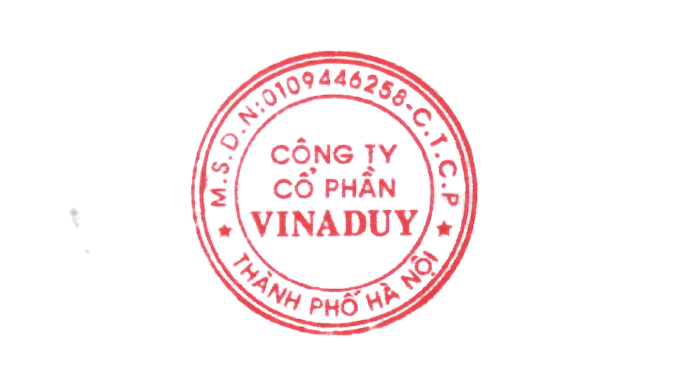 M.S.D.N:0109446258-C.T.C.P
CÔNG TY
CỔ PHẦN
VINADUY
THÀNH PHỐ HÀ NỘI